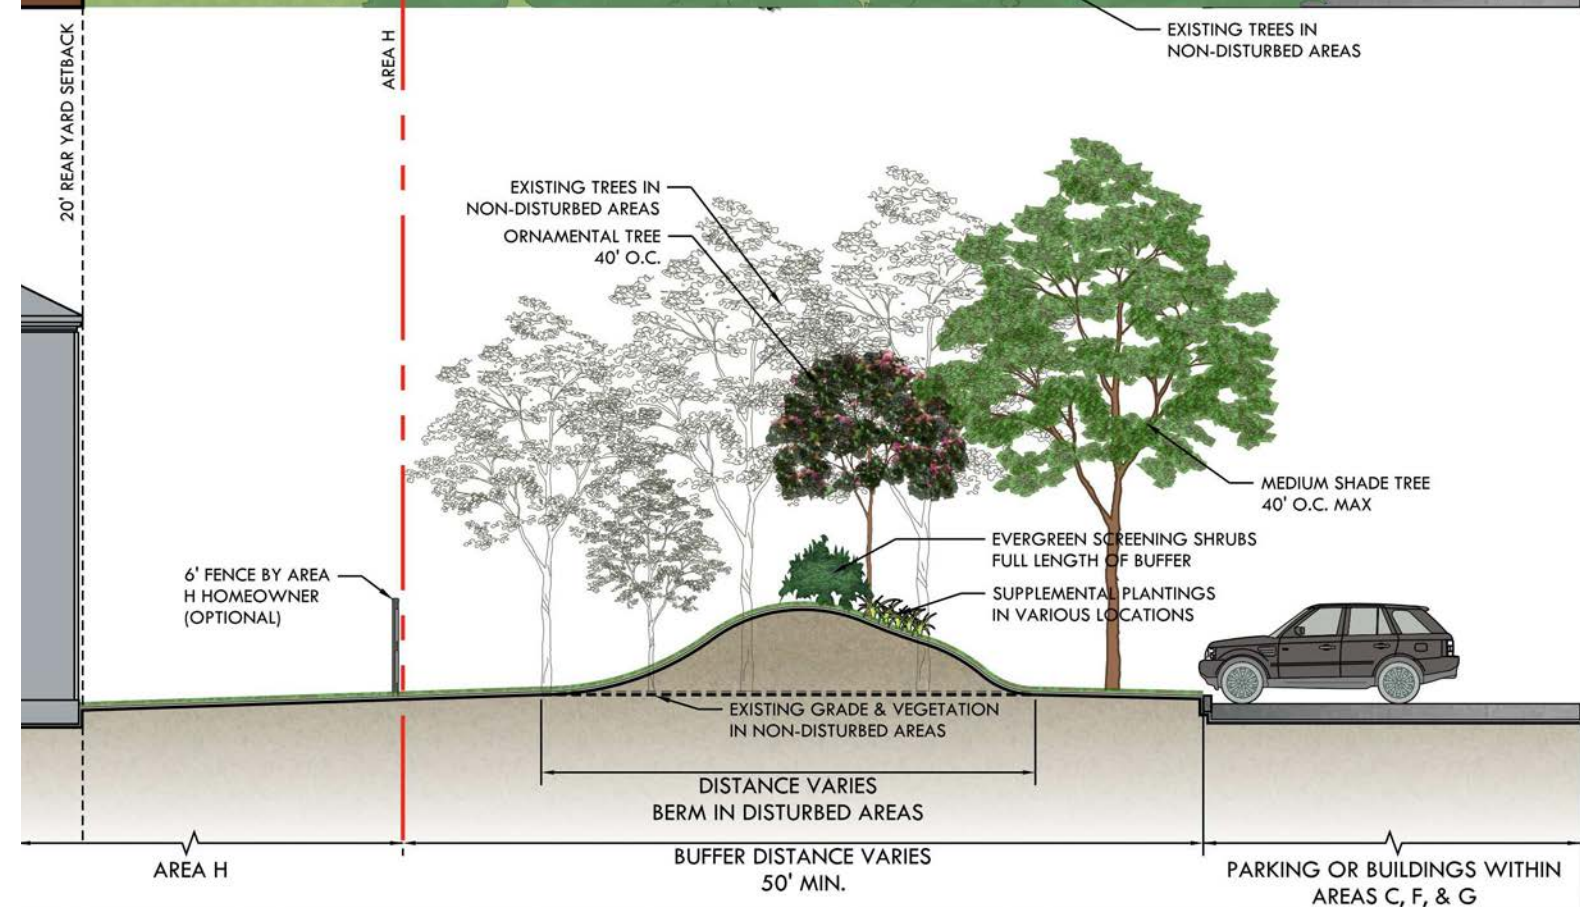 EXISTING TREES IN
NON-DISTURBED AREAS
20' REAR YARD SETBACK
AREA H
EXISTING TREES IN
NON-DISTURBED AREAS
ORNAMENTAL TREE
40' O.C.
MEDIUM SHADE TREE
40' O.C. MAX
EVERGREEN SCREENING SHRUBS
FULL LENGTH OF BUFFER
6' FENCE BY AREA
H HOMEOWNER
(OPTIONAL)
SUPPLEMENTAL PLANTINGS
IN VARIOUS LOCATIONS
EXISTING GRADE & VEGETATION
IN NON-DISTURBED AREAS
DISTANCE VARIES
BERM IN DISTURBED AREAS
AREA H
BUFFER DISTANCE VARIES
50' MIN.
PARKING OR BUILDINGS WITHIN
AREAS C, F, & G